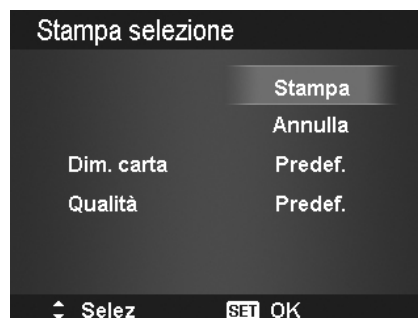 Stampa selezione
Stampa
Annulla
Dim. carta Predef.
Qualità Predef.
Selez SET OK